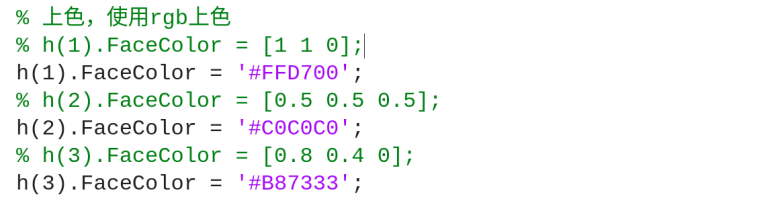 % 上色，使用rgb上色
% h(1).FaceColor = [1 1 0];
h(1).FaceColor = '#FFD700';
% h(2).FaceColor = [0.5 0.5 0.5];
h(2).FaceColor = '#C0C0C0';
% h(3).FaceColor = [0.8 0.4 0];
h(3).FaceColor = '#B87333';